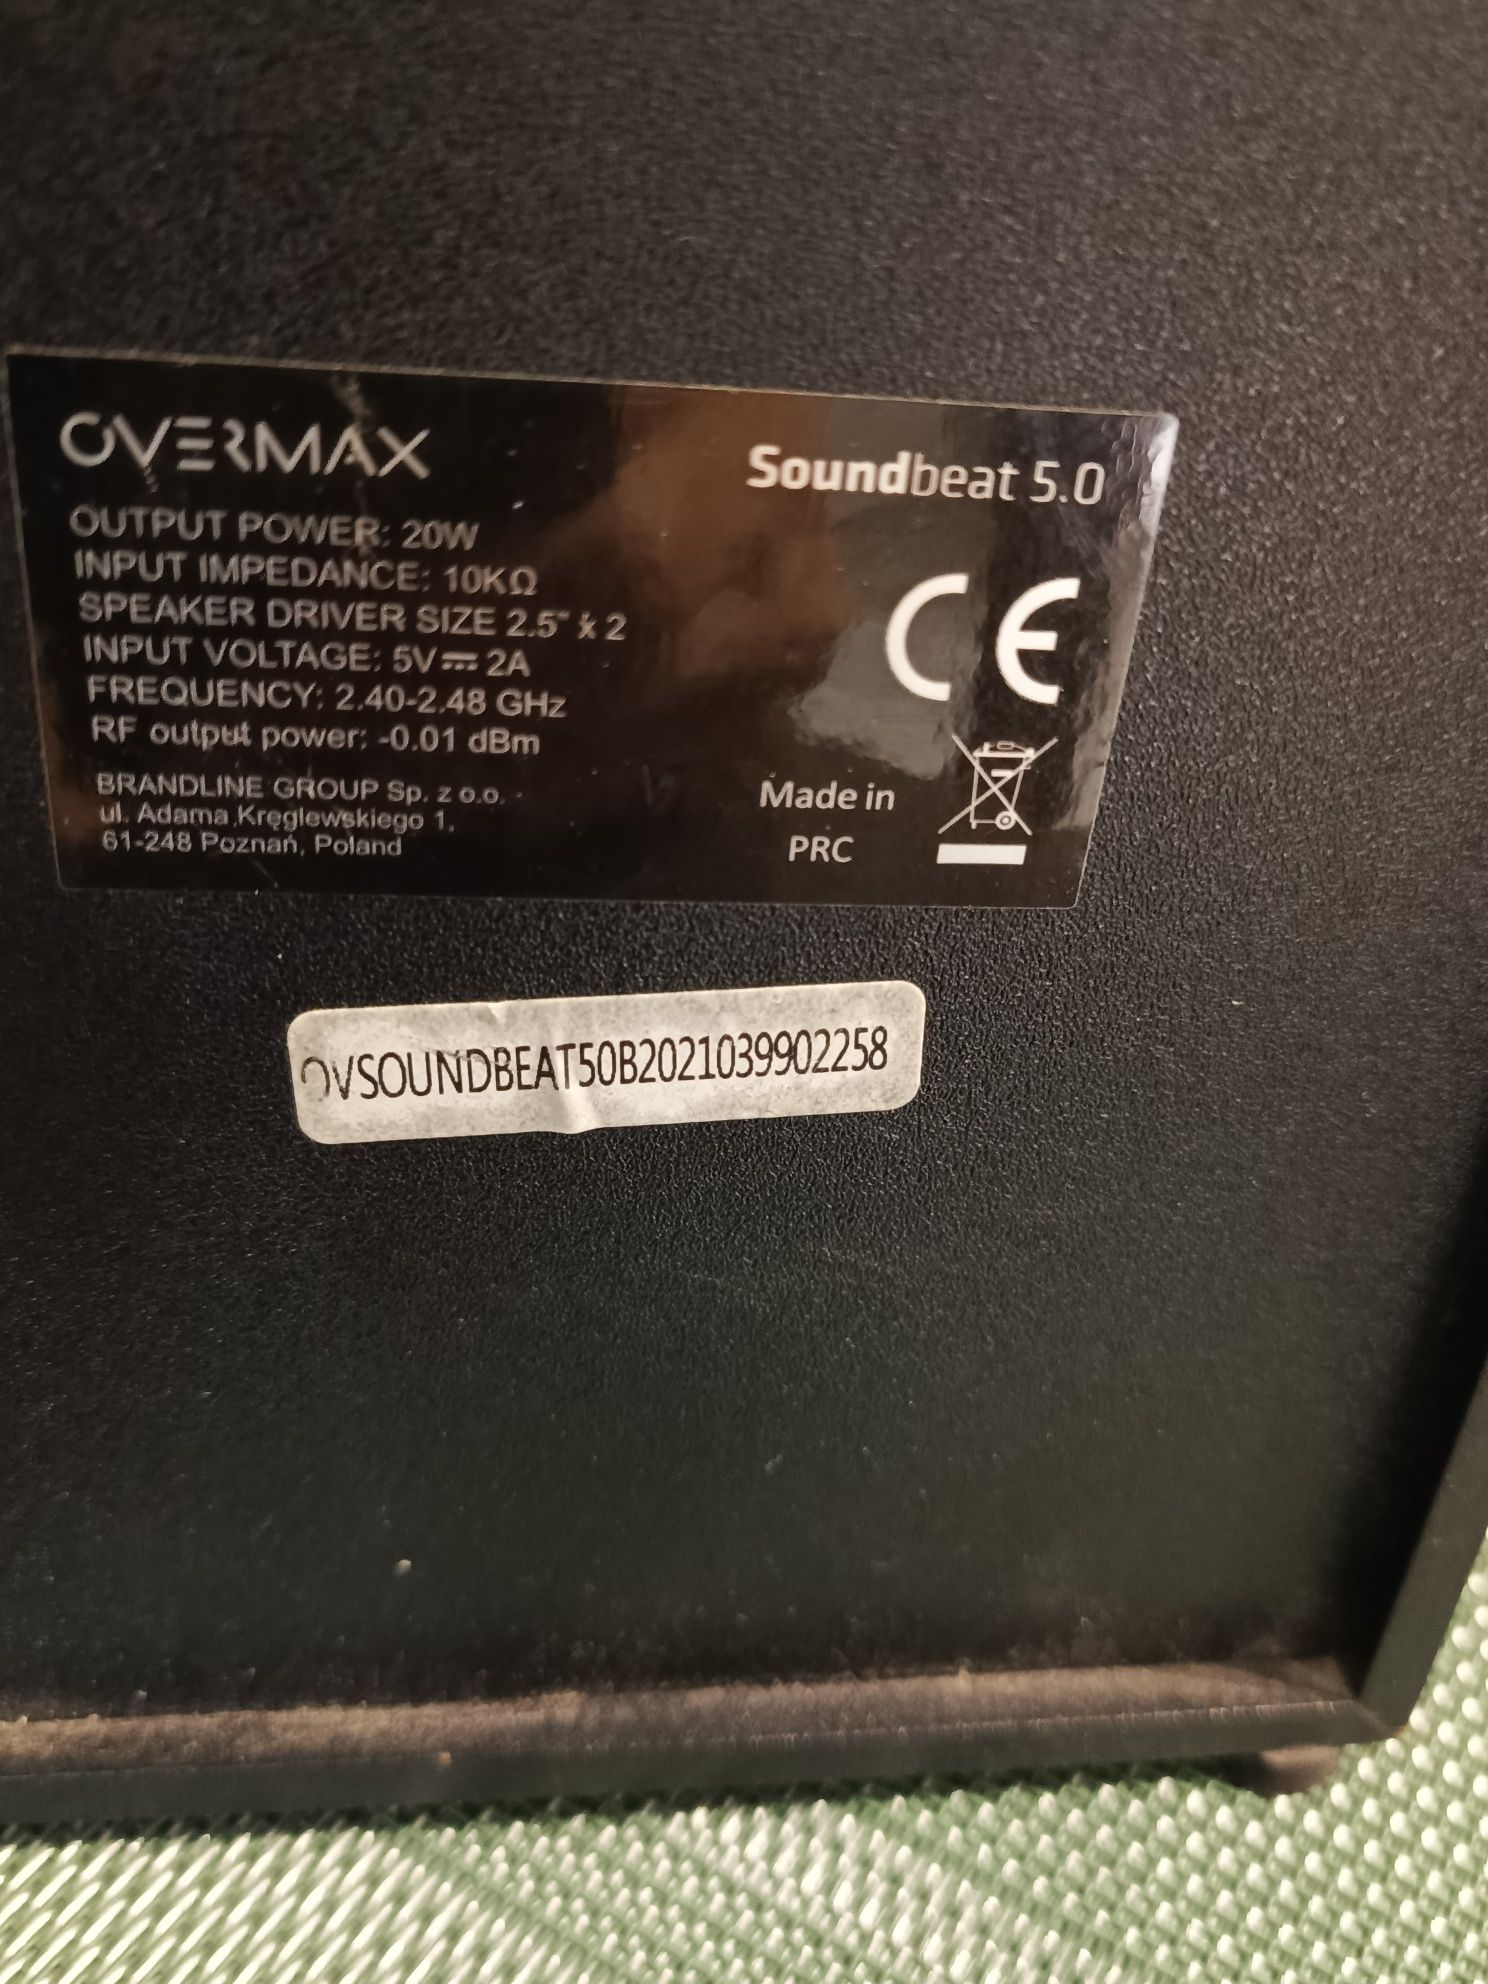 OVERMAX
Soundbeat 5.0
OUTPUT POWER: 20W
INPUT IMPEDANCE: 10KΩ
SPEAKER DRIVER SIZE 2.5" x 2
INPUT VOLTAGE: 5V⎓2A
FREQUENCY: 2.40-2.48 GHz
RF output power: -0.01 dBm
BRANDLINE GROUP Sp. z o.o.
ul. Adama Kręglewskiego 1,
61-248 Poznań, Poland
CE
Made in
PRC
OVSOUNDBEAT50B2021039902258